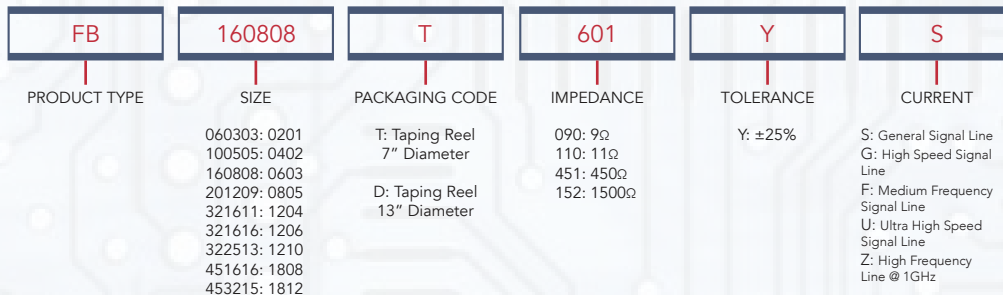 FB 160808 T 601 Y S
PRODUCT TYPE SIZE PACKAGING CODE IMPEDANCE TOLERANCE CURRENT
060303: 0201
100505: 0402
160808: 0603
201209: 0805
321611: 1204
321616: 1206
322513: 1210
451616: 1808
453215: 1812
T: Taping Reel
7” Diameter
D: Taping Reel
13” Diameter
090: 9Ω
110: 11Ω
451: 450Ω
152: 1500Ω
Y: ±25%
S: General Signal Line
G: High Speed Signal
Line
F: Medium Frequency
Signal Line
U: Ultra High Speed
Signal Line
Z: High Frequency
Line @ 1GHz